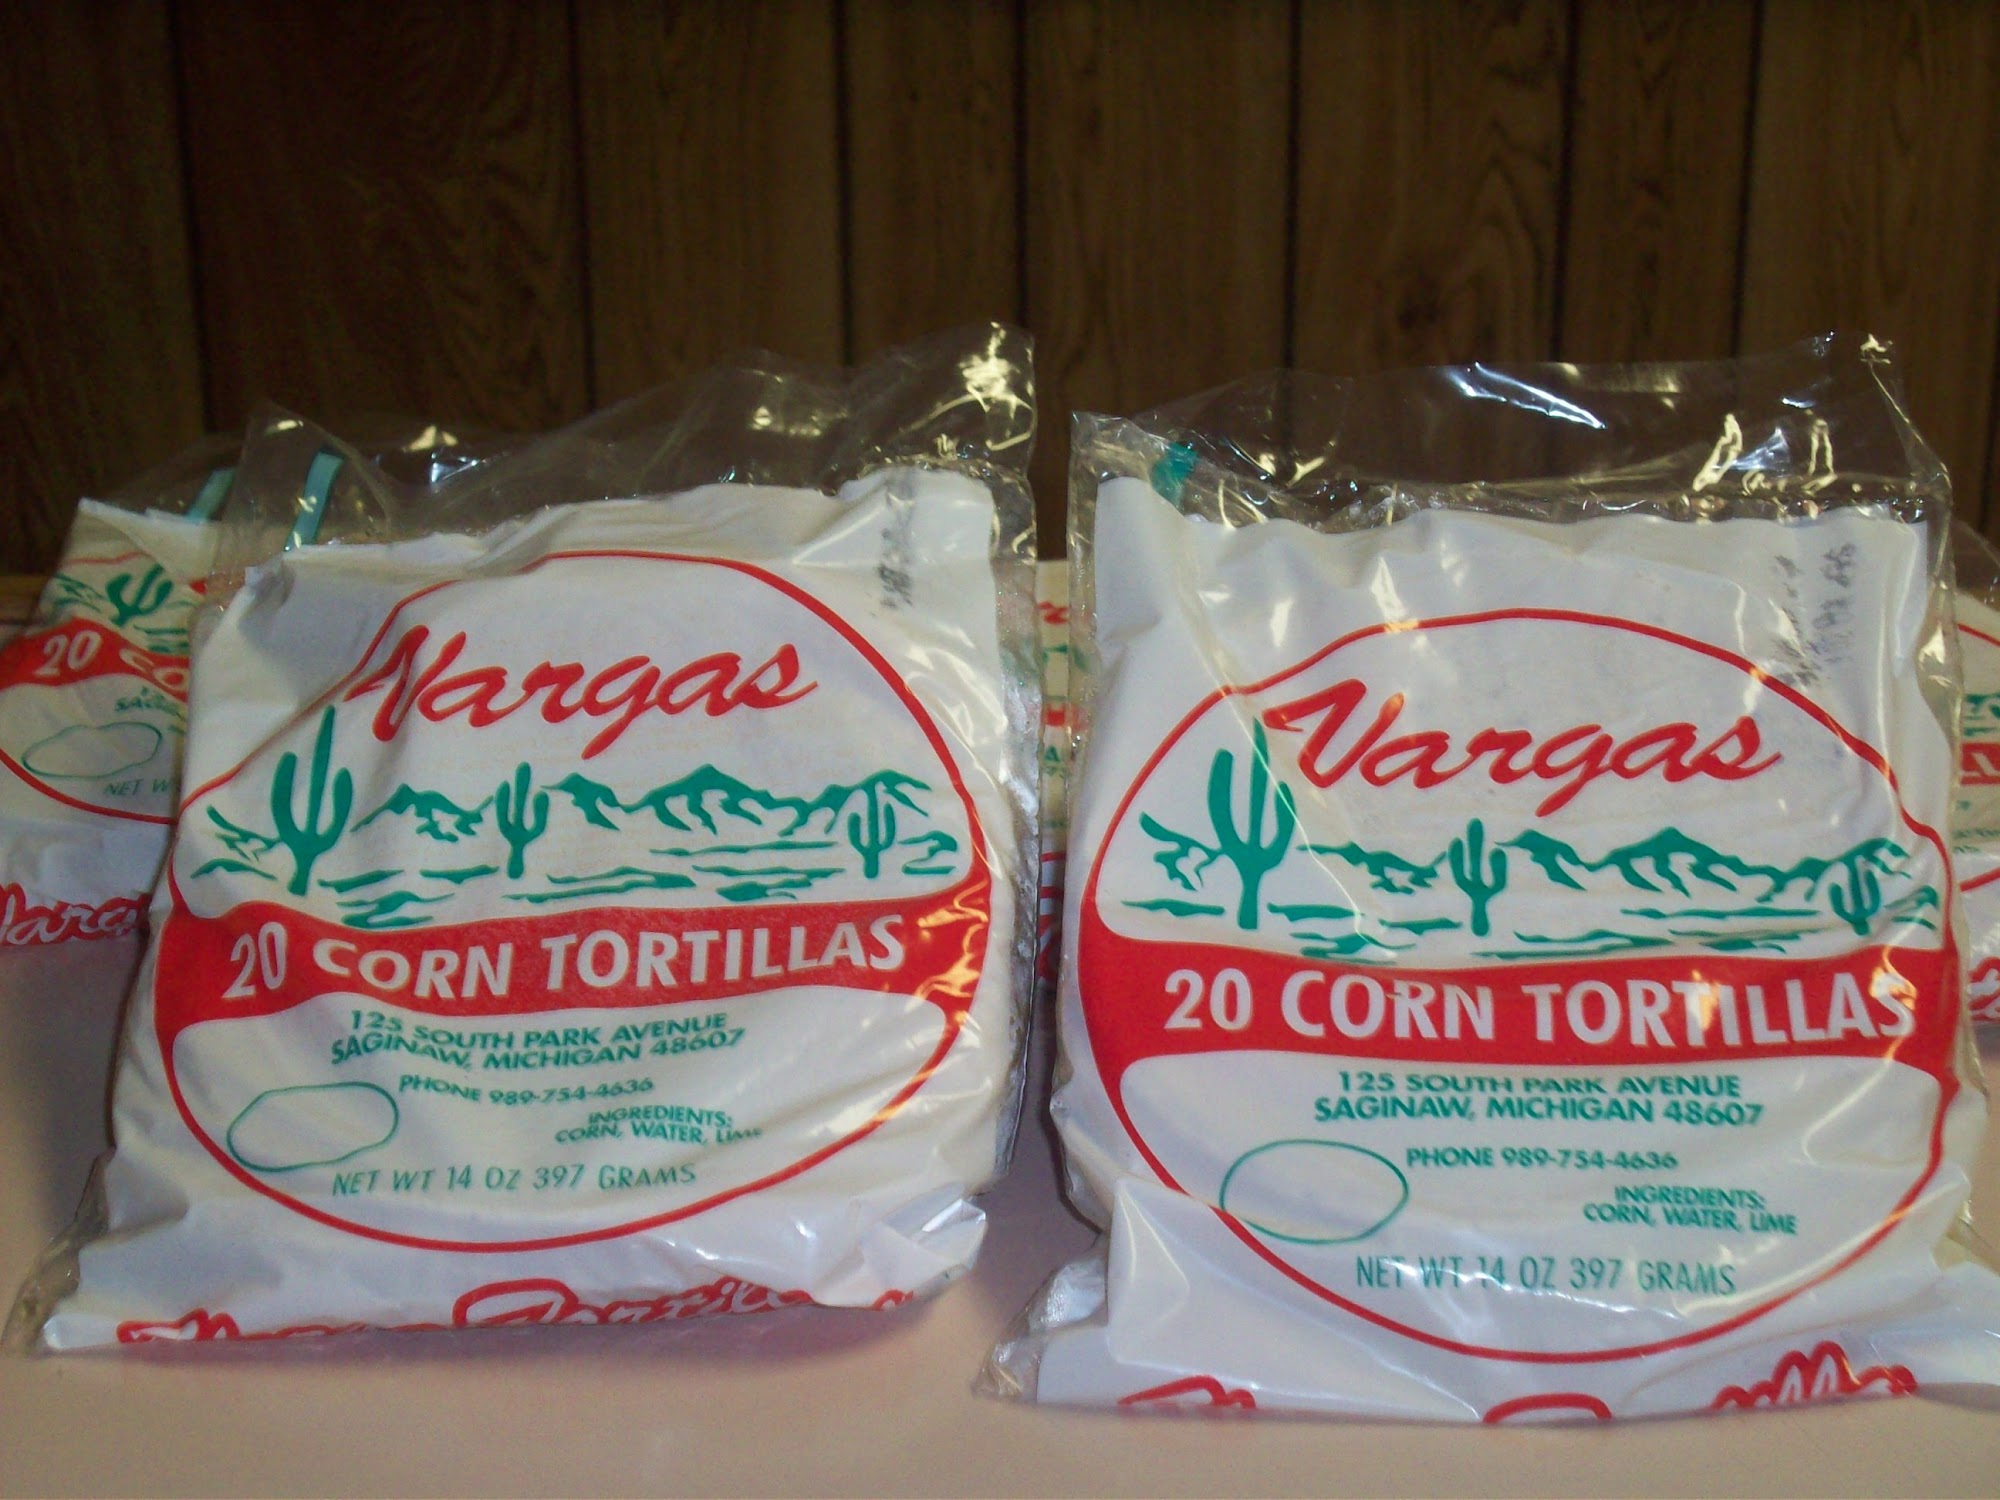 Vargas
20 CORN TORTILLAS
125 SOUTH PARK AVENUE
SAGINAW, MICHIGAN 48607
PHONE 989-754-4636
INGREDIENTS:
CORN, WATER, LIME
NET WT 14 OZ 397 GRAMS
Vargas
20 CORN TORTILLAS
125 SOUTH PARK AVENUE
SAGINAW, MICHIGAN 48607
PHONE 989-754-4636
INGREDIENTS:
CORN, WATER, LIME
NET WT 14 OZ 397 GRAMS
20
NET